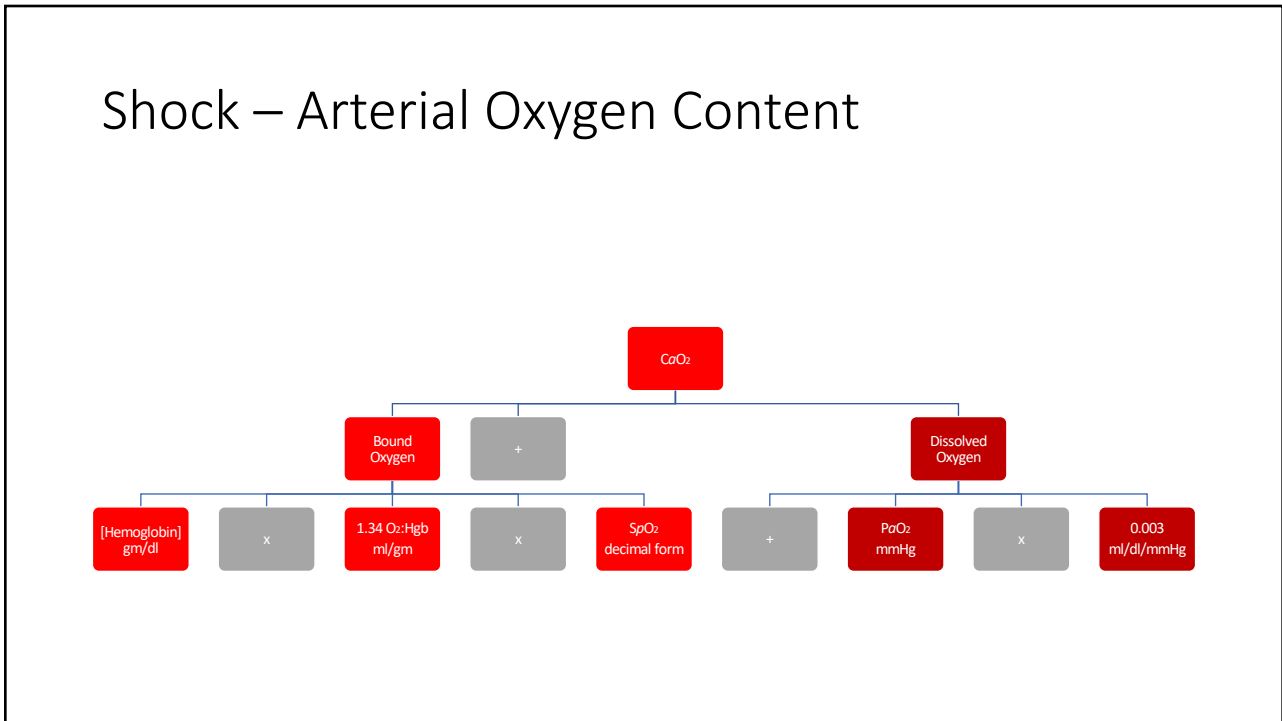 Shock – Arterial Oxygen Content
CaO₂
Bound
Oxygen
+
Dissolved
Oxygen
[Hemoglobin]
gm/dl
x
1.34 O₂:Hgb
ml/gm
x
SpO₂
decimal form
+
PaO₂
mmHg
x
0.003
ml/dl/mmHg